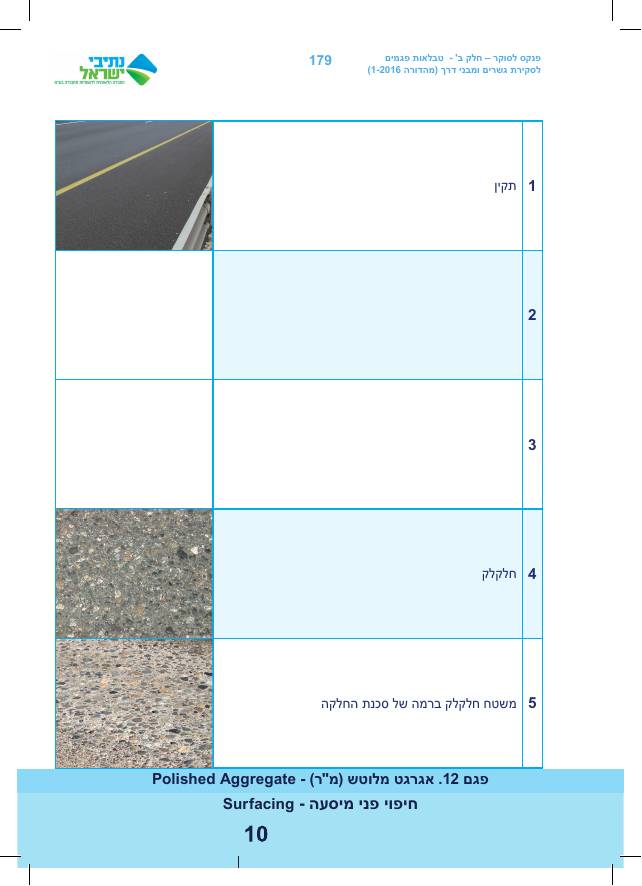 פנקס לסוקר – חלק ב' - טבלאות פגמים
לסקירת גשרים ומבני דרך (מהדורה 1-2016)
179
נתיבי
ישראל
1 תקין
2
3
4 חלקלק
5 משטח חלקלק ברמה של סכנת החלקה
פגם 12. אגרגט מלוטש (מ"ר) - Polished Aggregate
חיפוי פני מיסעה - Surfacing
10